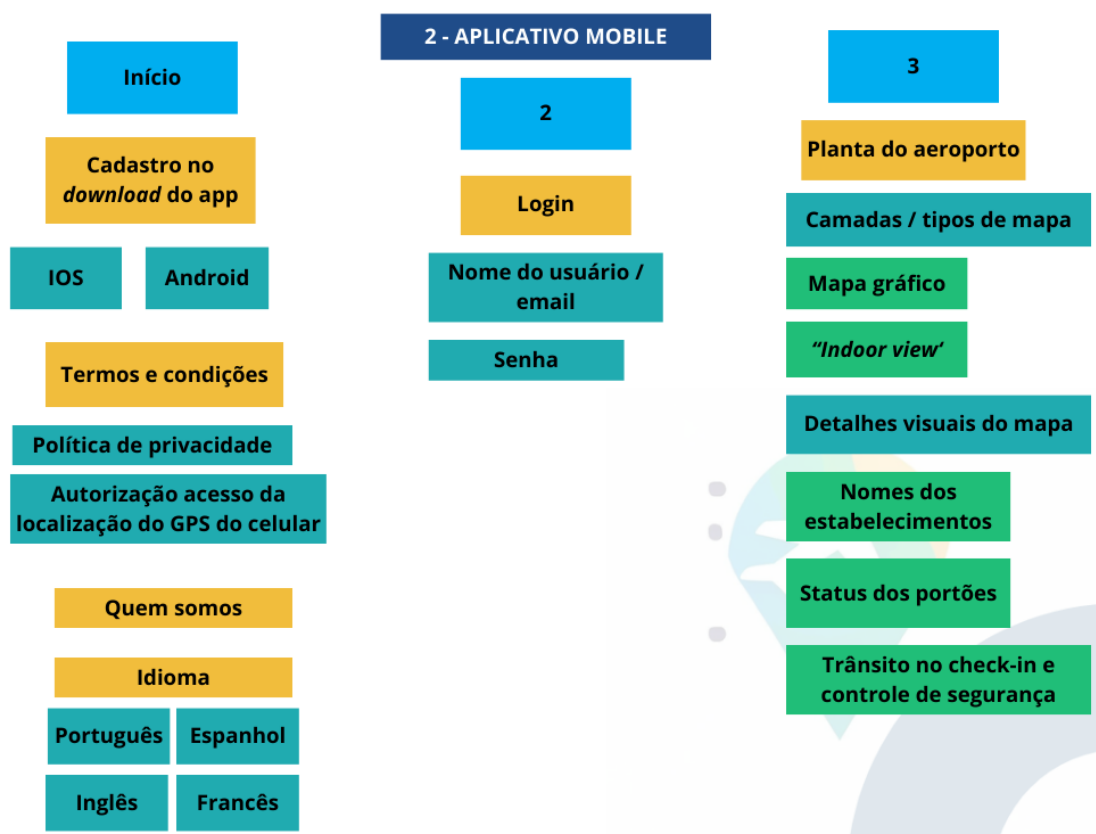 2 - APLICATIVO MOBILE
Início
Cadastro no
download do app
IOS
Android
Termos e condições
Política de privacidade
Autorização acesso da
localização do GPS do celular
Quem somos
Idioma
Português
Espanhol
Inglês
Francês
2
Login
Nome do usuário /
email
Senha
3
Planta do aeroporto
Camadas / tipos de mapa
Mapa gráfico
“Indoor view‘
Detalhes visuais do mapa
Nomes dos
estabelecimentos
Status dos portões
Trânsito no check-in e
controle de segurança